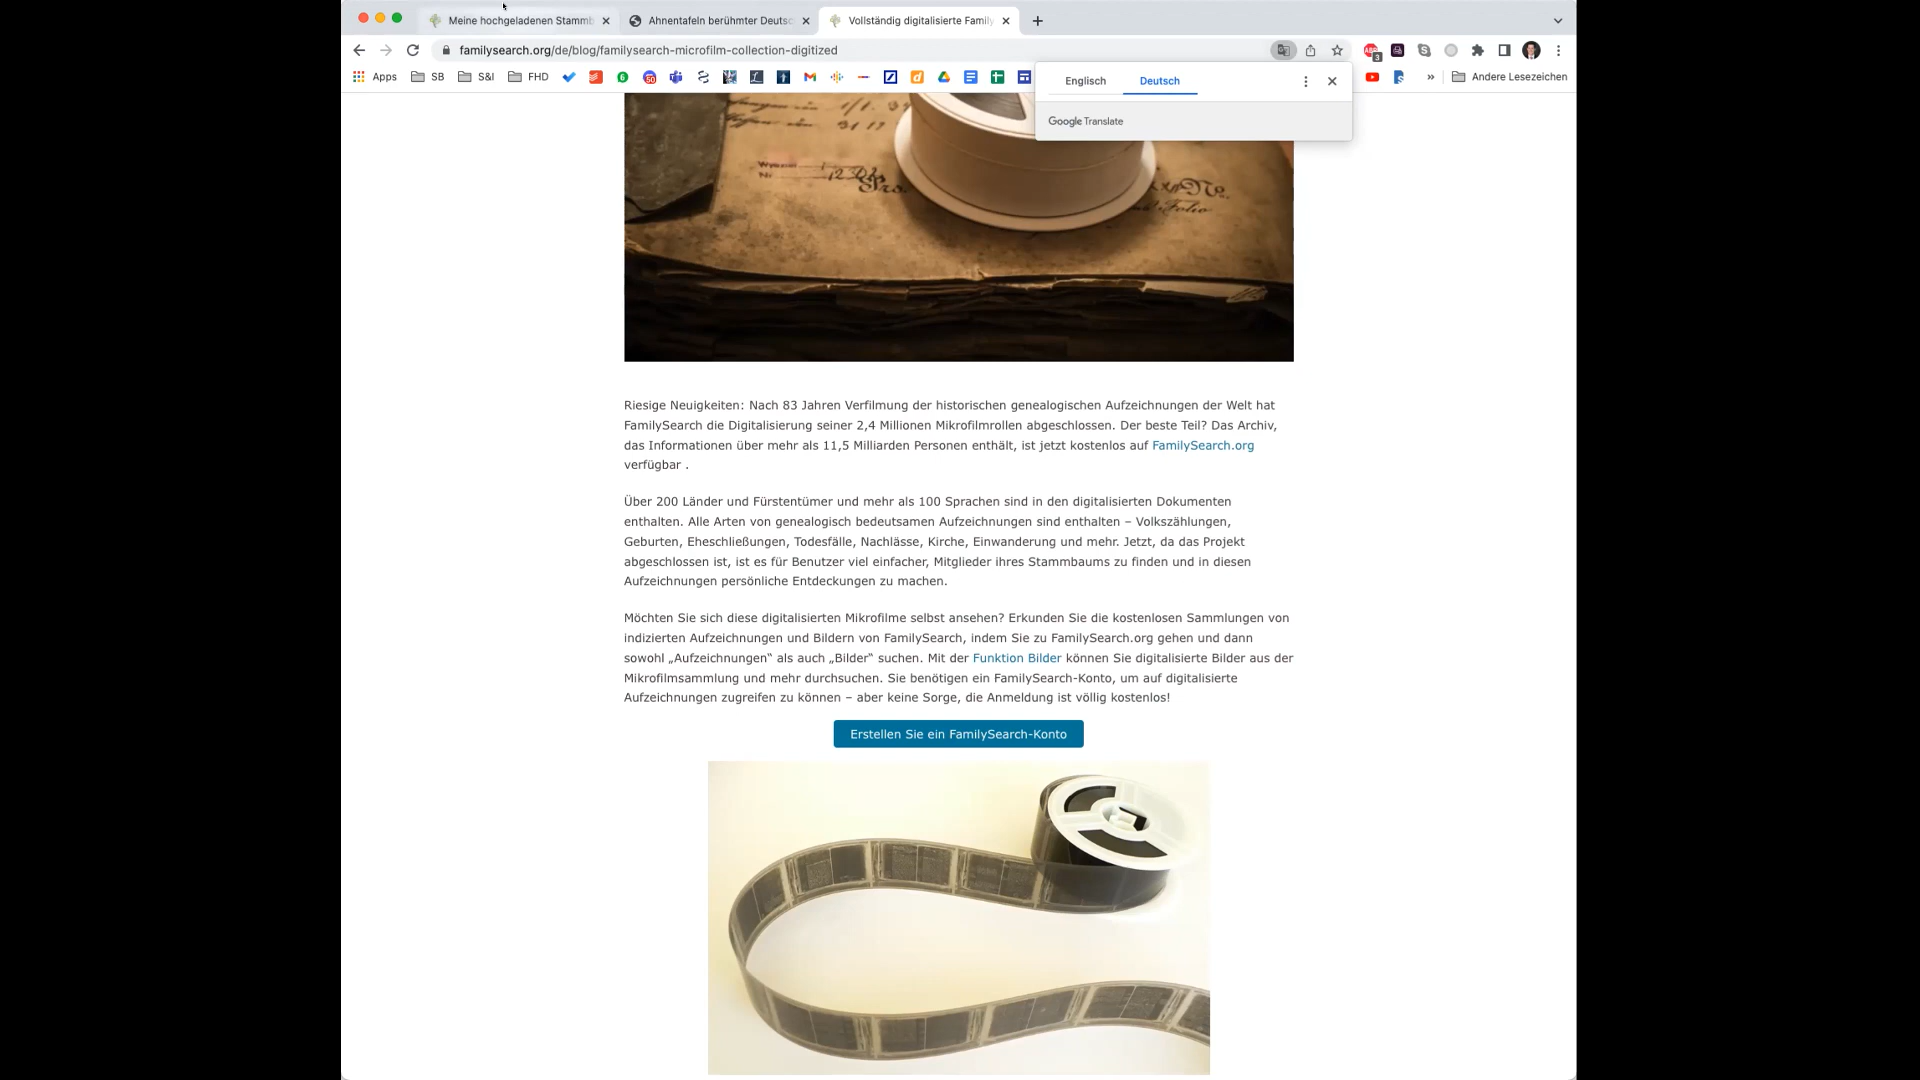 Meine hochgeladenen Stammb
Ahnentafeln berühmter Deutsc
Vollständig digitalisierte Family
familysearch.org/de/blog/familysearch-microfilm-collection-digitized
Apps
SB
S&I
FHD
Andere Lesezeichen
Englisch
Deutsch
Google Translate
Riesige Neuigkeiten: Nach 83 Jahren Verfilmung der historischen genealogischen Aufzeichnungen der Welt hat
FamilySearch die Digitalisierung seiner 2,4 Millionen Mikrofilmrollen abgeschlossen. Der beste Teil? Das Archiv,
das Informationen über mehr als 11,5 Milliarden Personen enthält, ist jetzt kostenlos auf FamilySearch.org
verfügbar .
Über 200 Länder und Fürstentümer und mehr als 100 Sprachen sind in den digitalisierten Dokumenten
enthalten. Alle Arten von genealogisch bedeutsamen Aufzeichnungen sind enthalten – Volkszählungen,
Geburten, Eheschließungen, Todesfälle, Nachlässe, Kirche, Einwanderung und mehr. Jetzt, da das Projekt
abgeschlossen ist, ist es für Benutzer viel einfacher, Mitglieder ihres Stammbaums zu finden und in diesen
Aufzeichnungen persönliche Entdeckungen zu machen.
Möchten Sie sich diese digitalisierten Mikrofilme selbst ansehen? Erkunden Sie die kostenlosen Sammlungen von
indizierten Aufzeichnungen und Bildern von FamilySearch, indem Sie zu FamilySearch.org gehen und dann
sowohl „Aufzeichnungen“ als auch „Bilder“ suchen. Mit der Funktion Bilder können Sie digitalisierte Bilder aus der
Mikrofilmsammlung und mehr durchsuchen. Sie benötigen ein FamilySearch-Konto, um auf digitalisierte
Aufzeichnungen zugreifen zu können – aber keine Sorge, die Anmeldung ist völlig kostenlos!
Erstellen Sie ein FamilySearch-Konto